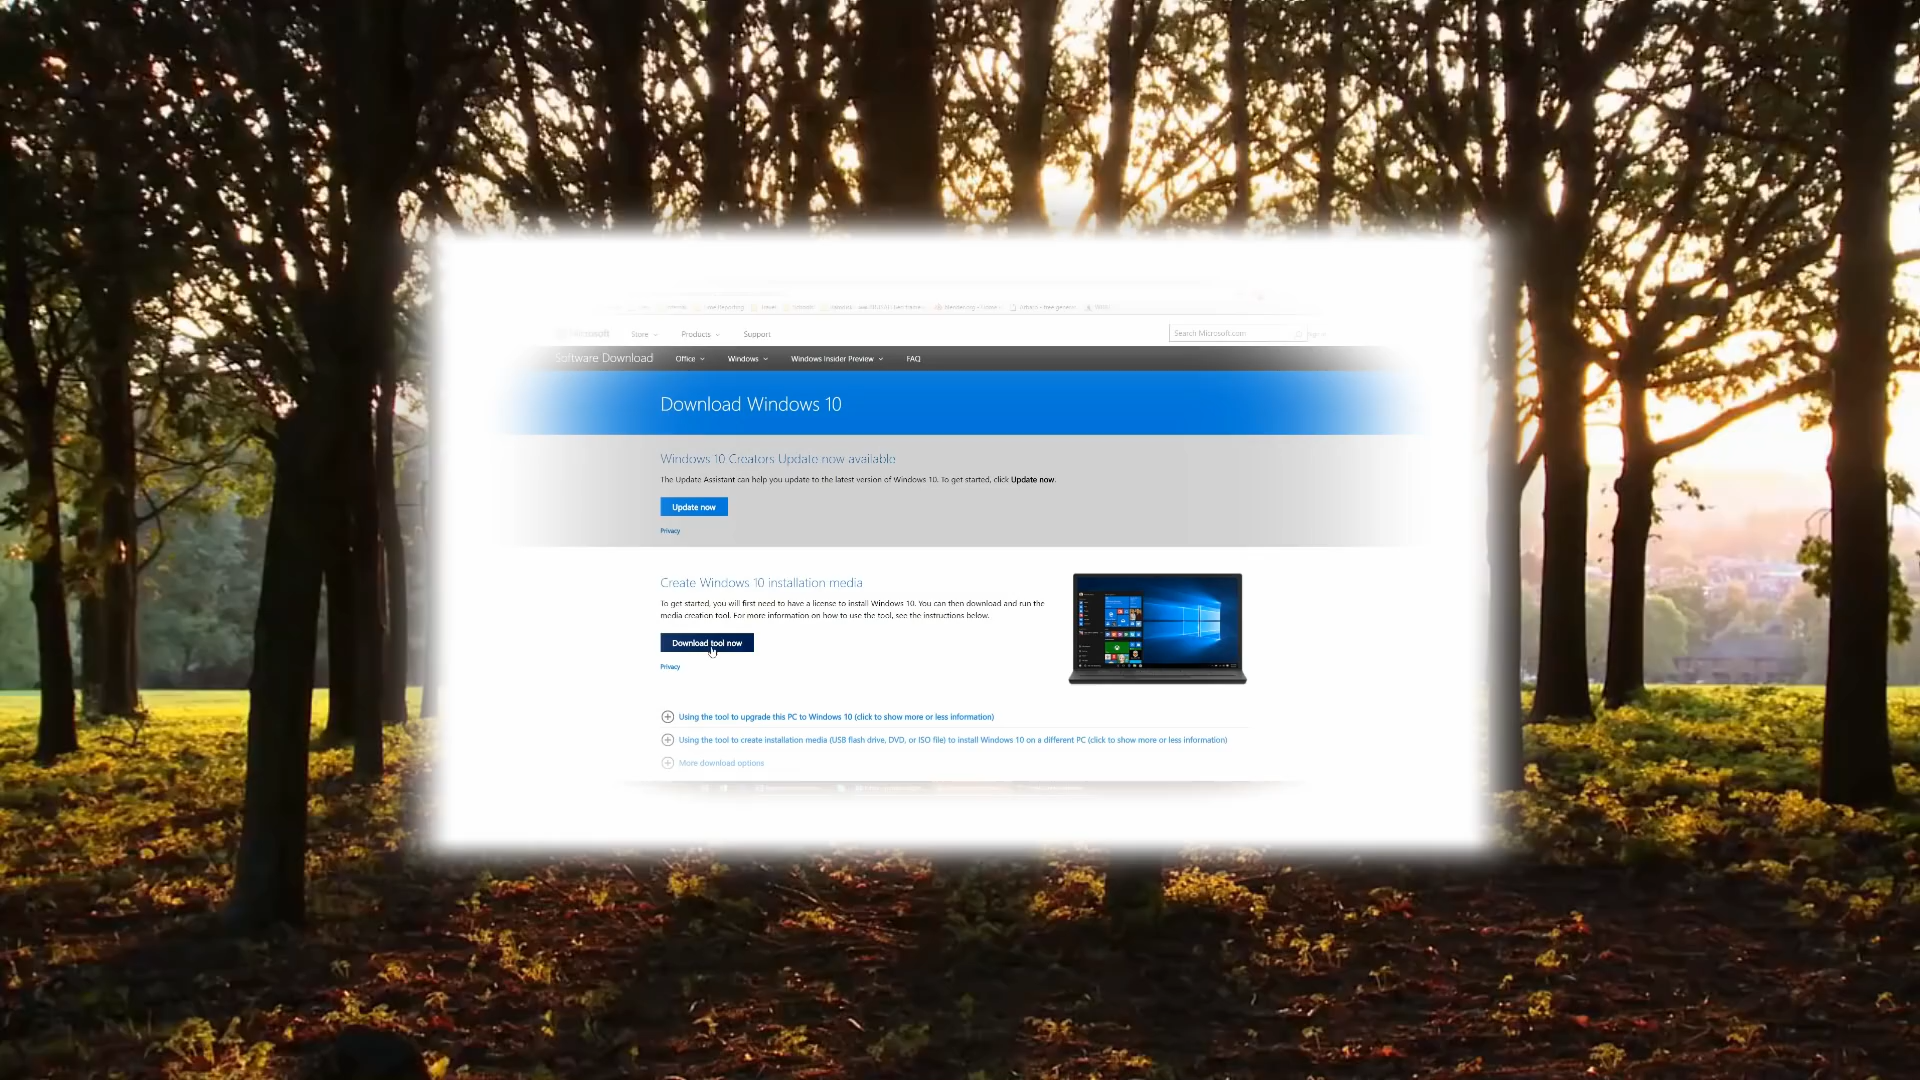 Time Reporting Travel
Microsoft Store Products Support Search Microsoft.com
Software Download Office Windows Windows Insider Preview FAQ
Download Windows 10
Windows 10 Creators Update now available
The Update Assistant can help you update to the latest version of Windows 10. To get started, click Update now.
Update now
Privacy
Create Windows 10 installation media
To get started, you will first need to have a license to install Windows 10. You can then download and run the
media creation tool. For more information on how to use the tool, see the instructions below.
Download tool now
Privacy
Using the tool to upgrade this PC to Windows 10 (click to show more or less information)
Using the tool to create installation media (USB flash drive, DVD, or ISO file) to install Windows 10 on a different PC (click to show more or less information)
More download options